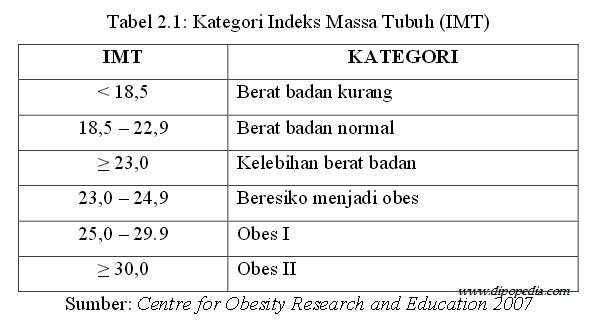 Tabel 2.1: Kategori Indeks Massa Tubuh (IMT)
IMT KATEGORI
< 18,5 Berat badan kurang
18,5 – 22,9 Berat badan normal
≥ 23,0 Kelebihan berat badan
23,0 – 24,9 Beresiko menjadi obes
25,0 – 29.9 Obes I
≥ 30,0 Obes II
www.dipopedia.com
Sumber: Centre for Obesity Research and Education 2007